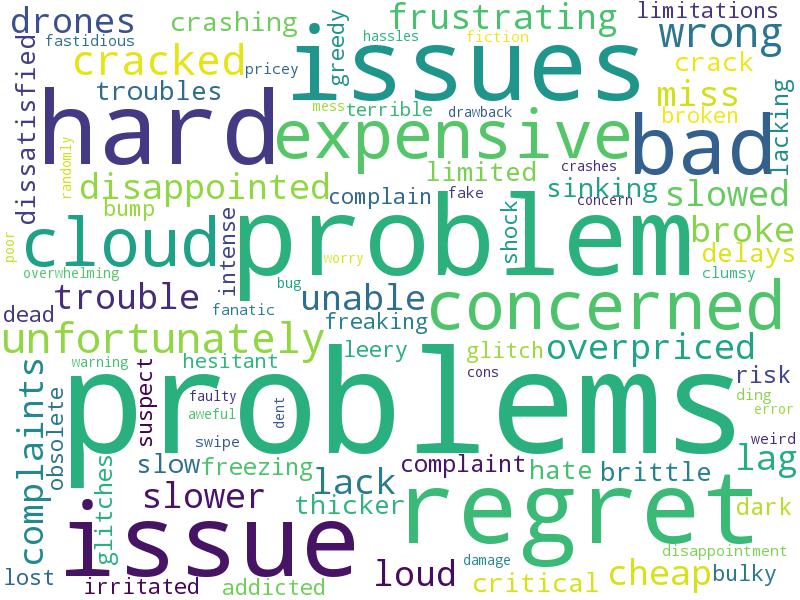 drones
crashing
frustrating
limitations
fastidious
hassles
fiction
wrong
greedy
issues
cracked
pricey
crack
dissatisfied
troubles
miss
lacking
hard
mess
terrible
drawback
broken
expensive
bad
randomly
limited
crashes
disappointed
complain
fake
concern
sinking
slowed
bump
intense
shock
cloud
problem
broke
poor
worry
delays
overwhelming
bug
clumsy
trouble
unable
concerned
dead
fanatic
freaking
unfortunately
leery
glitch
overpriced
warning
hesitant
cons
risk
complaints
obsolete
suspect
problems
faulty
aweful
dent
ding
error
swipe
weird
slow
freezing
complaint
hate
brittle
lag
glitches
slower
lack
thicker
regret
dark
issue
disappointment
damage
lost
irritated
addicted
loud
critical
cheap
bulky